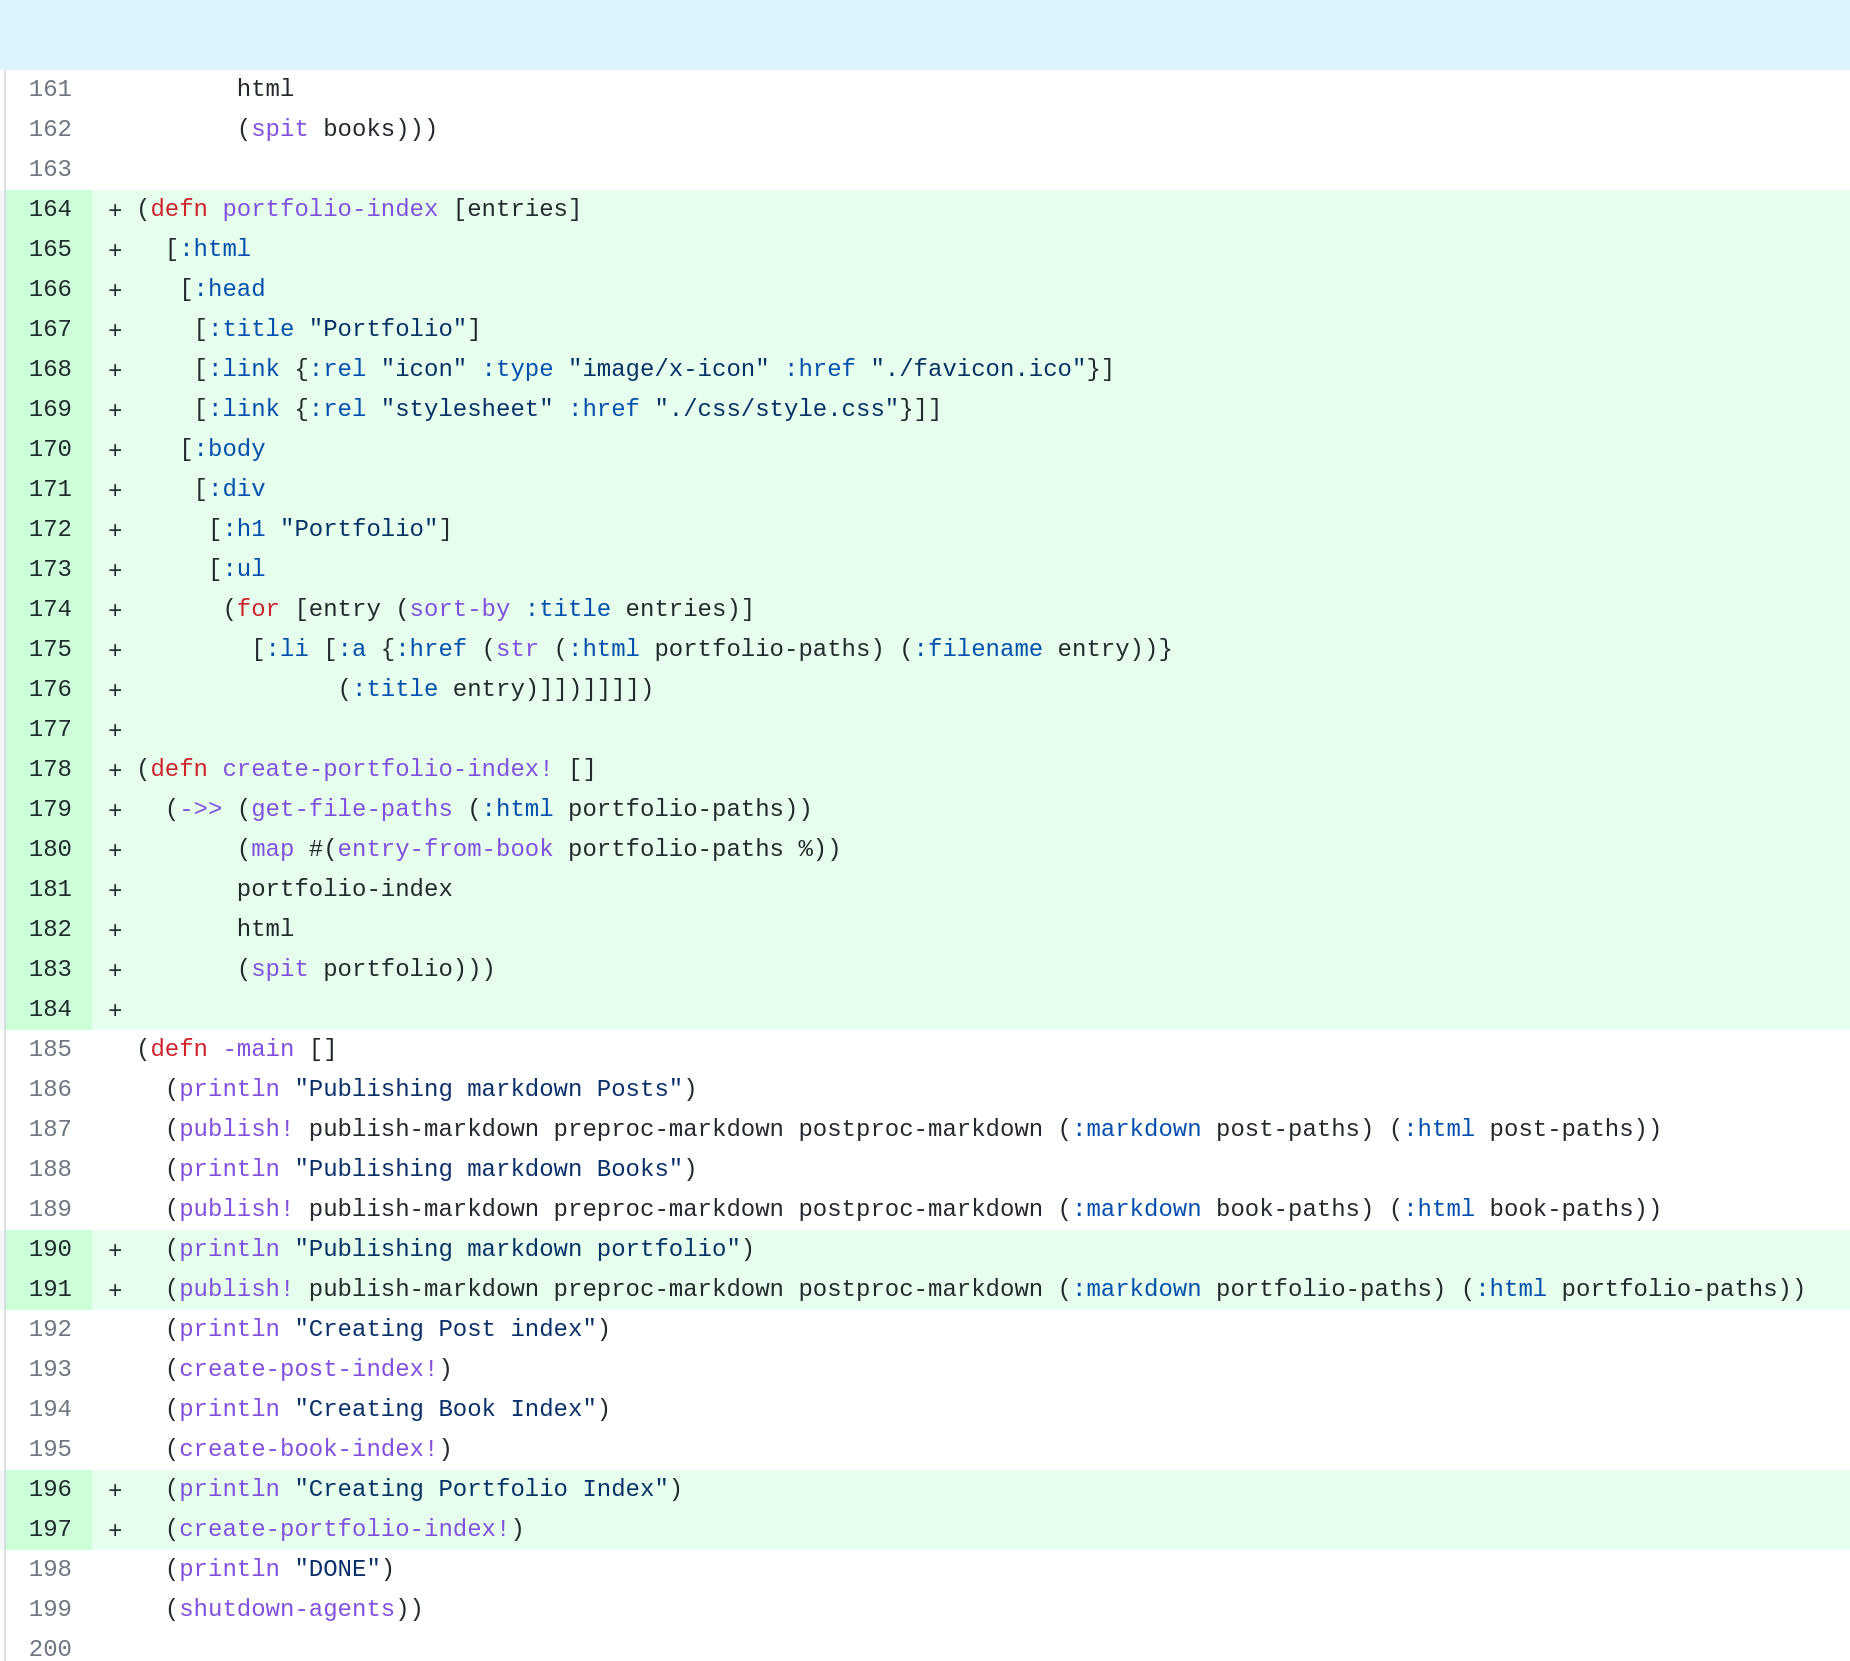 161 html
162 (spit books)))
163
164 + (defn portfolio-index [entries]
165 + [:html
166 + [:head
167 + [:title "Portfolio"]
168 + [:link {:rel "icon" :type "image/x-icon" :href "./favicon.ico"}]
169 + [:link {:rel "stylesheet" :href "./css/style.css"}]]
170 + [:body
171 + [:div
172 + [:h1 "Portfolio"]
173 + [:ul
174 + (for [entry (sort-by :title entries)]
175 + [:li [:a {:href (str (:html portfolio-paths) (:filename entry))}
176 + (:title entry)]])]]]])
177 +
178 + (defn create-portfolio-index! []
179 + (->> (get-file-paths (:html portfolio-paths))
180 + (map #(entry-from-book portfolio-paths %))
181 + portfolio-index
182 + html
183 + (spit portfolio)))
184 +
185 (defn -main []
186 (println "Publishing markdown Posts")
187 (publish! publish-markdown preproc-markdown postproc-markdown (:markdown post-paths) (:html post-paths))
188 (println "Publishing markdown Books")
189 (publish! publish-markdown preproc-markdown postproc-markdown (:markdown book-paths) (:html book-paths))
190 + (println "Publishing markdown portfolio")
191 + (publish! publish-markdown preproc-markdown postproc-markdown (:markdown portfolio-paths) (:html portfolio-paths))
192 (println "Creating Post index")
193 (create-post-index!)
194 (println "Creating Book Index")
195 (create-book-index!)
196 + (println "Creating Portfolio Index")
197 + (create-portfolio-index!)
198 (println "DONE")
199 (shutdown-agents))
200